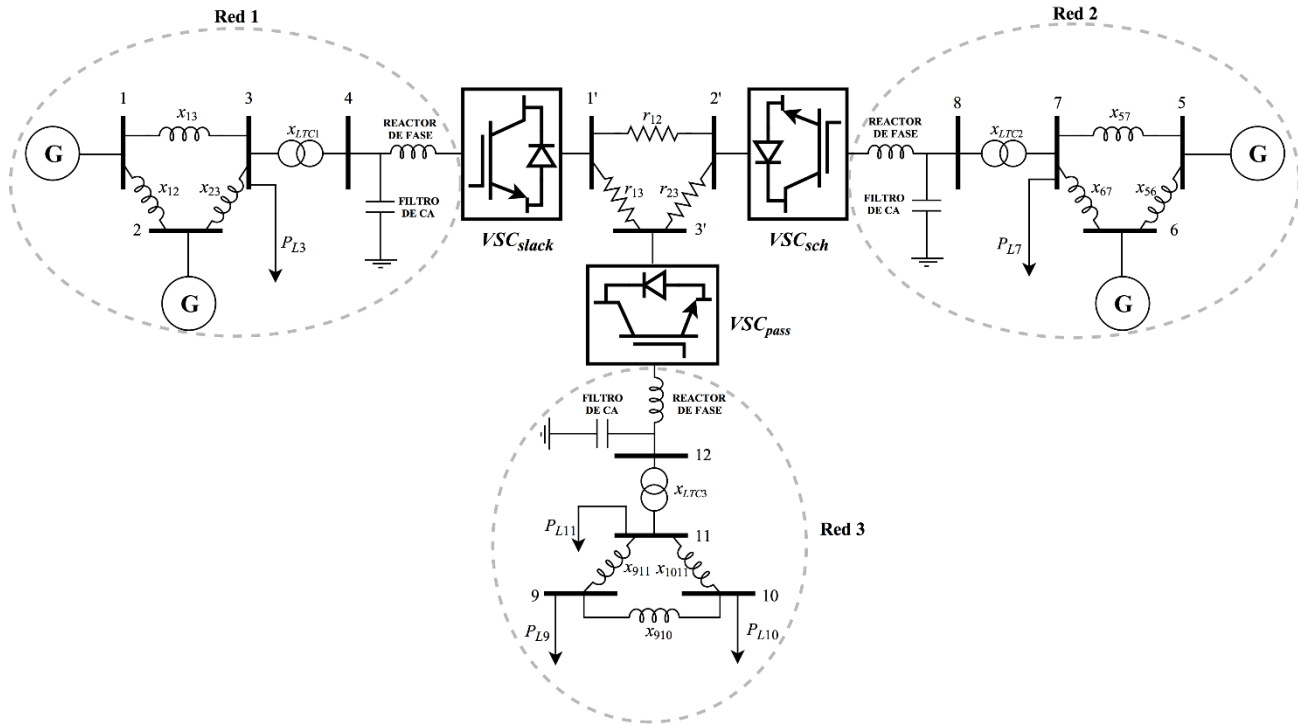 Red 1
Red 2
1
x13
3
xLTC1
4
REACTOR
DE FASE
G
x12
x23
2
PL3
FILTRO
DE CA
G
VSCslack
1'
r12
2'
r13
r23
3'
VSCsch
REACTOR
DE FASE
8
xLTC2
7
x57
5
G
x67
x56
6
PL7
FILTRO
DE CA
G
VSCpass
FILTRO
DE CA
REACTOR
DE FASE
12
xLTC3
PL11
11
Red 3
x911
x1011
9
10
x910
PL9
PL10